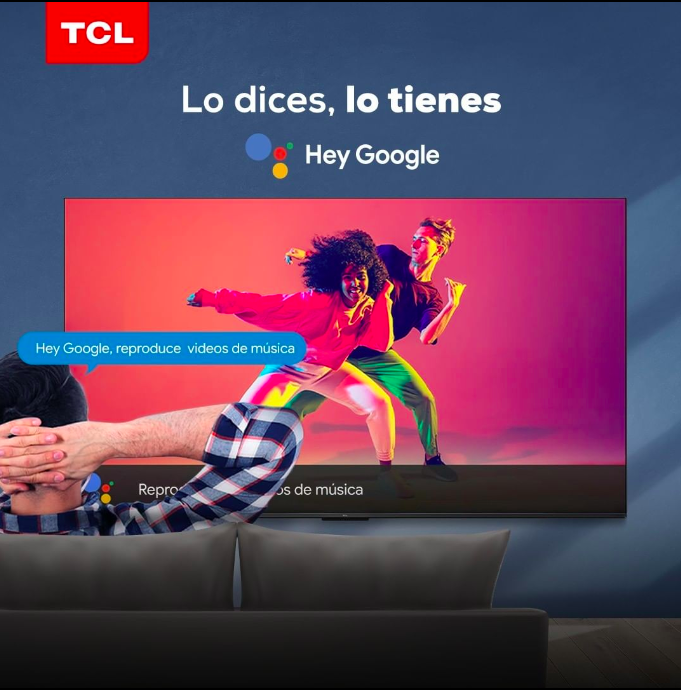 TCL
Lo dices, lo tienes
Hey Google
Hey Google, reproduce videos de música
de música